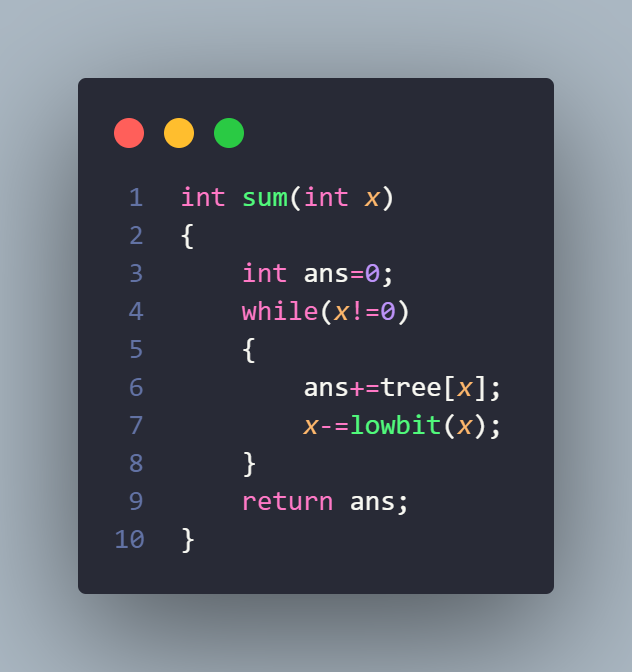 1 int sum(int x)
2 {
3     int ans=0;
4     while(x!=0)
5     {
6         ans+=tree[x];
7         x-=lowbit(x);
8     }
9     return ans;
10 }